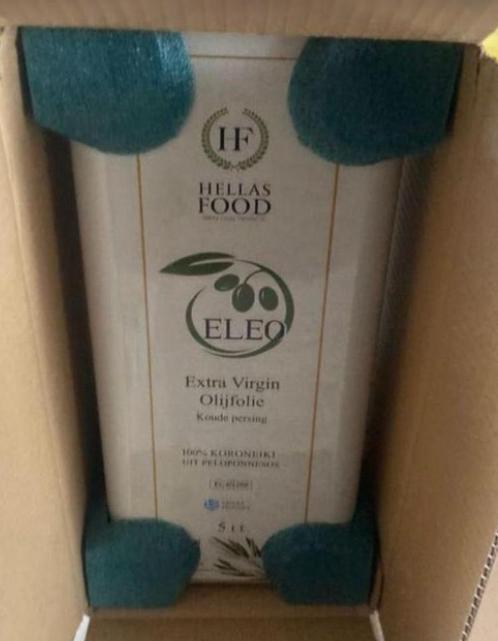 HF
HELLAS
FOOD
ELEO
Extra Virgin
Olijfolie
Koude persing
100% KORONEIKI
UIT PELOPONNESOS
5 LT.